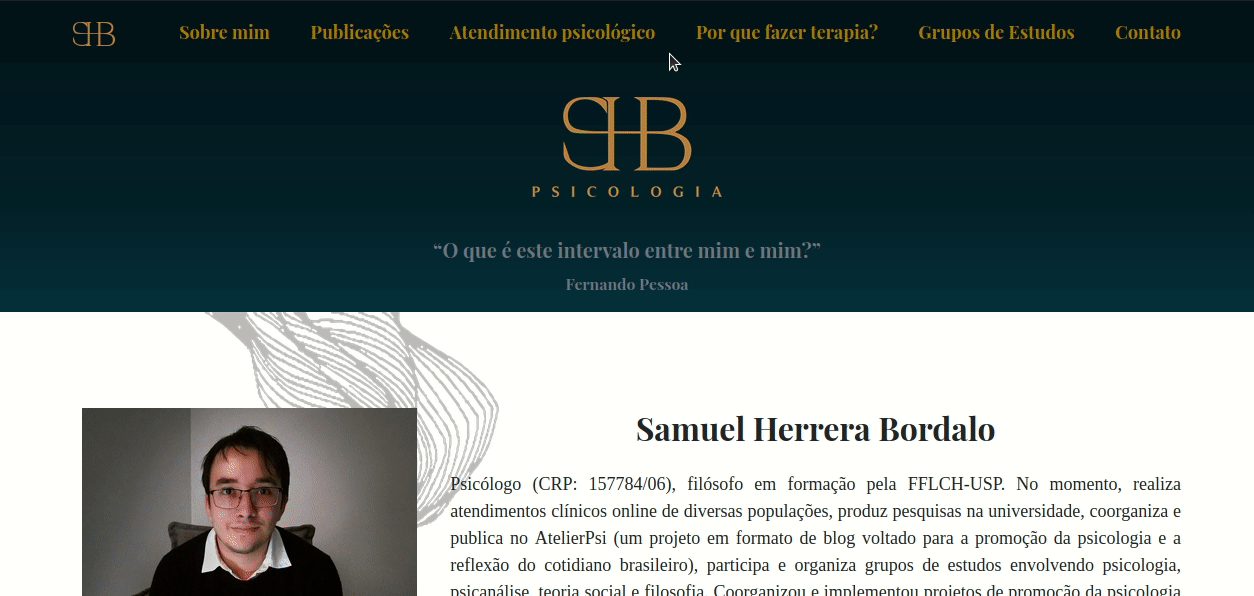 SHB
Sobre mim Publicações Atendimento psicológico Por que fazer terapia? Grupos de Estudos Contato
SHB
PSICOLOGIA
“O que é este intervalo entre mim e mim?”
Fernando Pessoa
Samuel Herrera Bordalo
Psicólogo (CRP: 157784/06), filósofo em formação pela FFLCH-USP. No momento, realiza
atendimentos clínicos online de diversas populações, produz pesquisas na universidade, coorganiza e
publica no AtelierPsi (um projeto em formato de blog voltado para a promoção da psicologia e a
reflexão do cotidiano brasileiro), participa e organiza grupos de estudos envolvendo psicologia,
psicanálise, teoria social e filosofia. Coorganizou e implementou projetos de promoção da psicologia